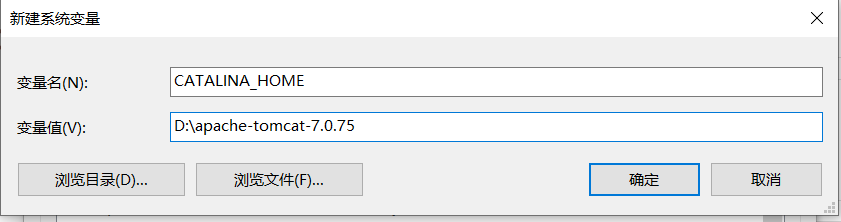 新建系统变量
变量名(N):
CATALINA_HOME
变量值(V):
D:\apache-tomcat-7.0.75
浏览目录(D)...
浏览文件(F)...
确定
取消